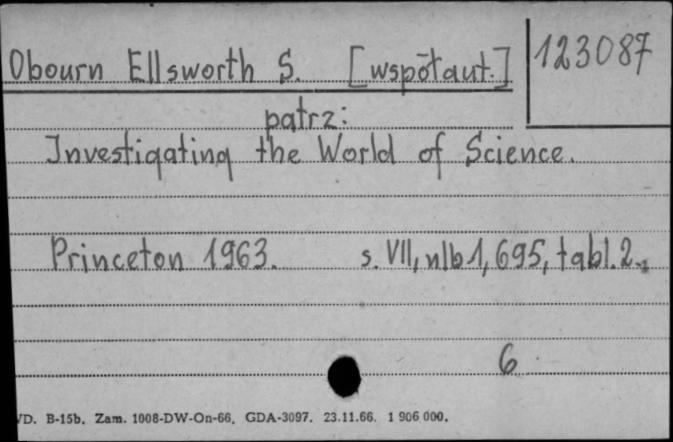 Obourn Ellsworth S. [współaut.]
123087
patrz:
Investigating the World of Science.
Princeton 1963. s. VII, nlb 1, 695, tabl. 2.
6
VD. B-15b. Zam. 1008-DW-On-66. GDA-3097. 23.11.66. 1 906 000.